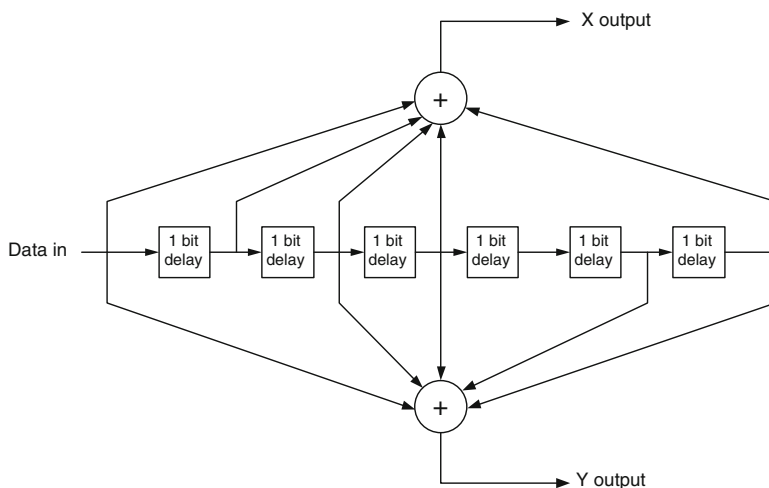 X output
+
Data in
1 bit
delay
1 bit
delay
1 bit
delay
1 bit
delay
1 bit
delay
1 bit
delay
+
Y output